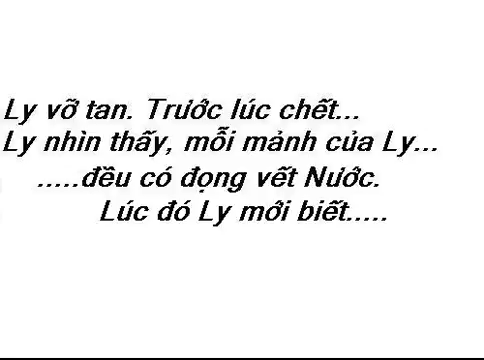 Ly vỡ tan. Trước lúc chết...
Ly nhìn thấy, mỗi mảnh của Ly...
.....đều có đọng vết Nước.
Lúc đó Ly mới biết.....